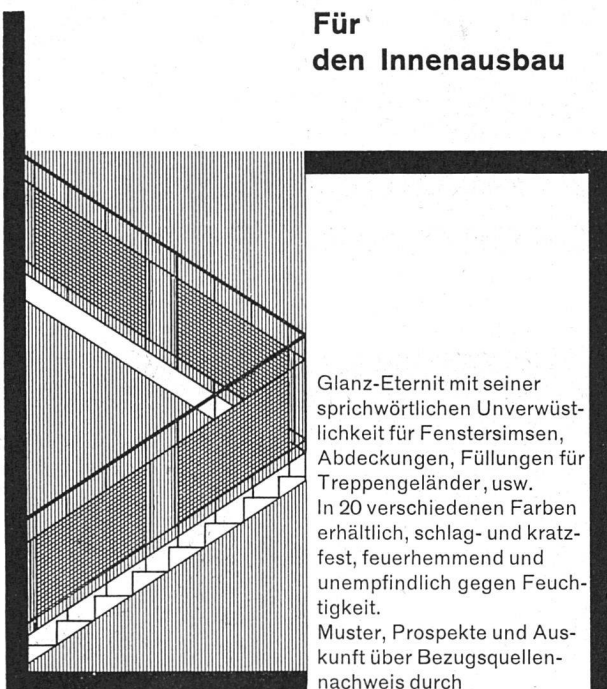 Für
den Innenausbau
Glanz-Eternit mit seiner
sprichwörtlichen Unverwüst-
lichkeit für Fenstersimsen,
Abdeckungen, Füllungen für
Treppengeländer, usw.
In 20 verschiedenen Farben
erhältlich, schlag- und kratz-
fest, feuerhemmend und
unempfindlich gegen Feuch-
tigkeit.
Muster, Prospekte und Aus-
kunft über Bezugsquellen-
nachweis durch